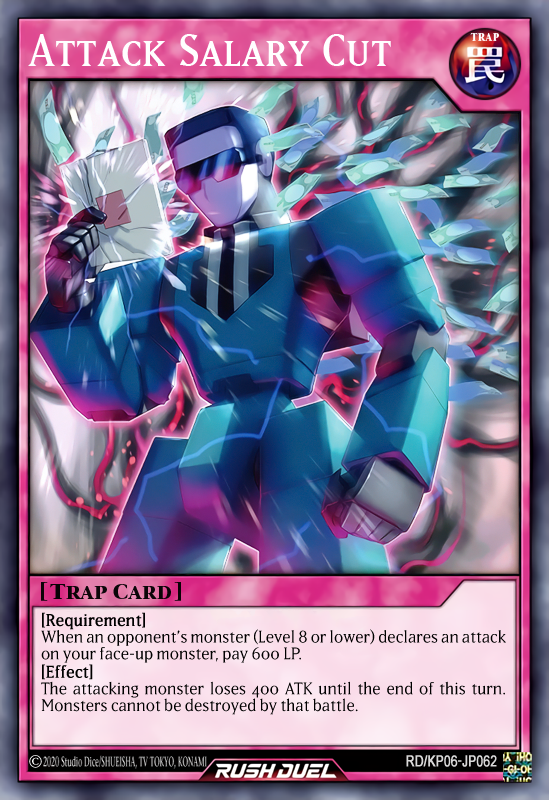 Attack Salary Cut
TRAP
罠
[Trap Card]
[Requirement]
When an opponent's monster (Level 8 or lower) declares an attack
on your face-up monster, pay 600 LP.
[Effect]
The attacking monster loses 400 ATK until the end of this turn.
Monsters cannot be destroyed by that battle.
©2020 Studio Dice/SHUEISHA, TV TOKYO, KONAMI
RUSH DUEL
RD/KP06-JP062